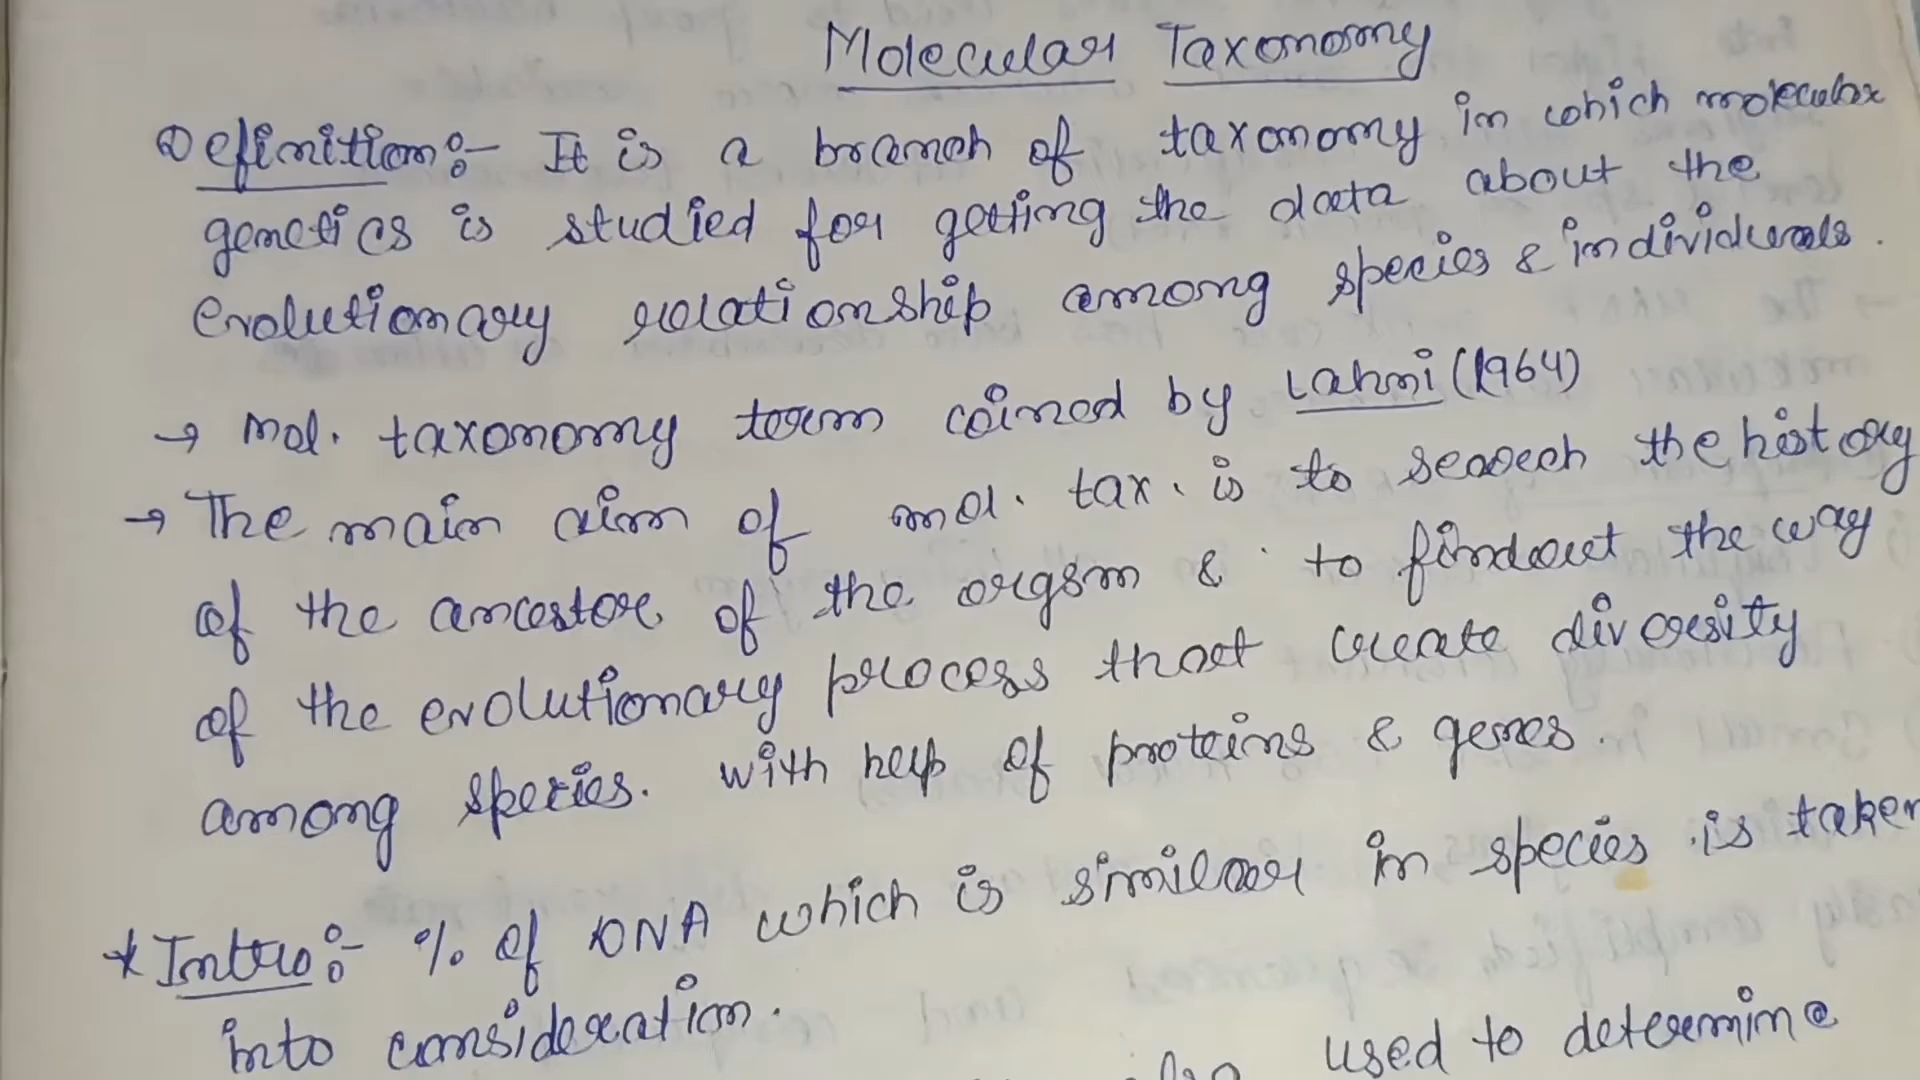 Molecular Taxonomy
Definition:- It is a branch of taxonomy in which molecular
genetics is studied for getting the data about the
evolutionary relationship among species & individuals.
→ mol. taxonomy term coined by Lahni (1964)
→ The main aim of mol. tax. is to search the history
of the ancestor of the orgsm & to findout the way
of the evolutionary process that create diversity
among species. with help of proteins & genes.
* Intro:- % of DNA which is similar in species is taken
into consideration.
used to determine